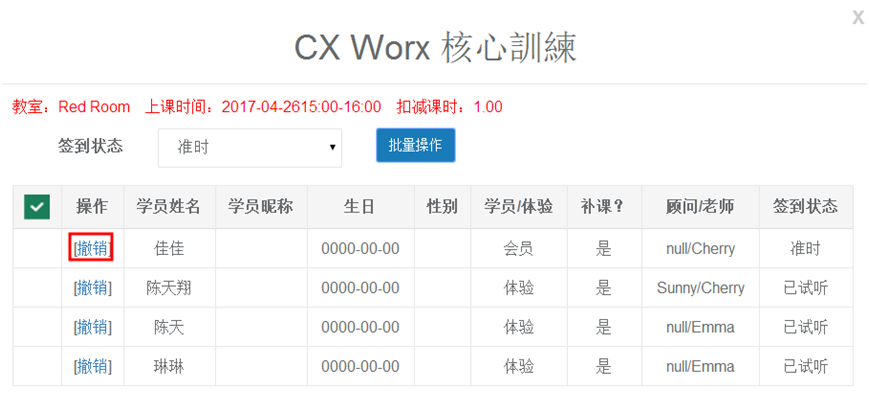 X
CX Worx 核心訓練
教室：Red Room 上课时间：2017-04-2615:00-16:00 扣减课时：1.00
签到状态 准时 批量操作
操作 学员姓名 学员昵称 生日 性别 学员/体验 补课？ 顾问/老师 签到状态
[撤销] 佳佳 0000-00-00 会员 是 null/Cherry 准时
[撤销] 陈天翔 0000-00-00 体验 是 Sunny/Cherry 已试听
[撤销] 陈天 0000-00-00 体验 是 null/Emma 已试听
[撤销] 琳琳 0000-00-00 体验 是 null/Emma 已试听